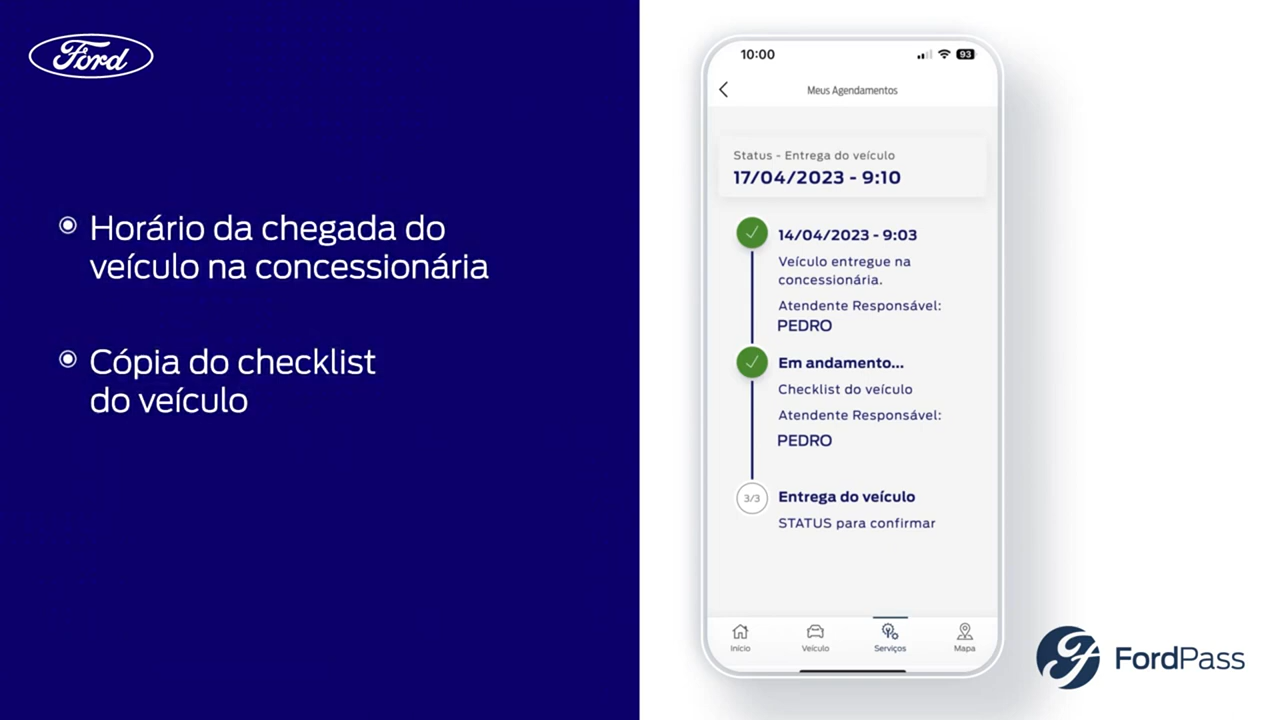 Ford
Horário da chegada do
veículo na concessionária
Cópia do checklist
do veículo
10:00
93
Meus Agendamentos
Status - Entrega do veículo
17/04/2023 - 9:10
14/04/2023 - 9:03
Veículo entregue na
concessionária.
Atendente Responsável:
PEDRO
Em andamento...
Checklist do veículo
Atendente Responsável:
PEDRO
3/3
Entrega do veículo
STATUS para confirmar
Início
Veículo
Serviços
Mapa
FordPass